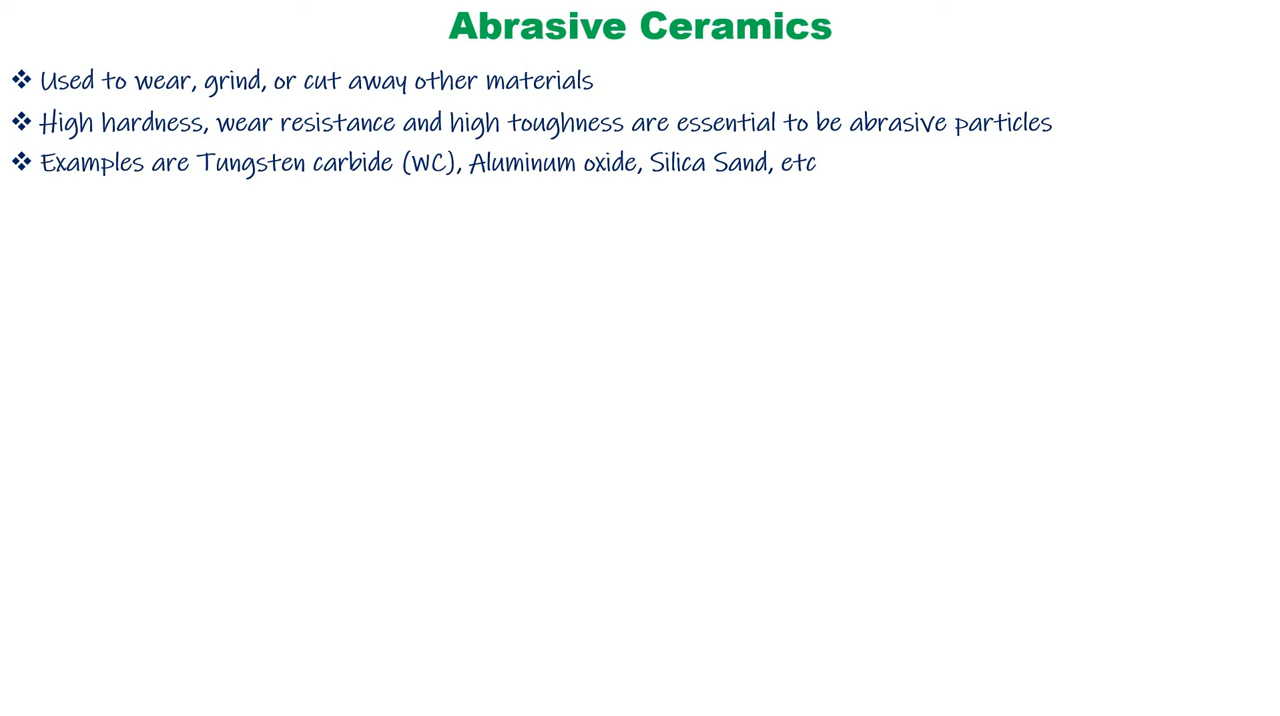 Abrasive Ceramics
❖ Used to wear, grind, or cut away other materials
❖ High hardness, wear resistance and high toughness are essential to be abrasive particles
❖ Examples are Tungsten carbide (WC), Aluminum oxide, Silica Sand, etc